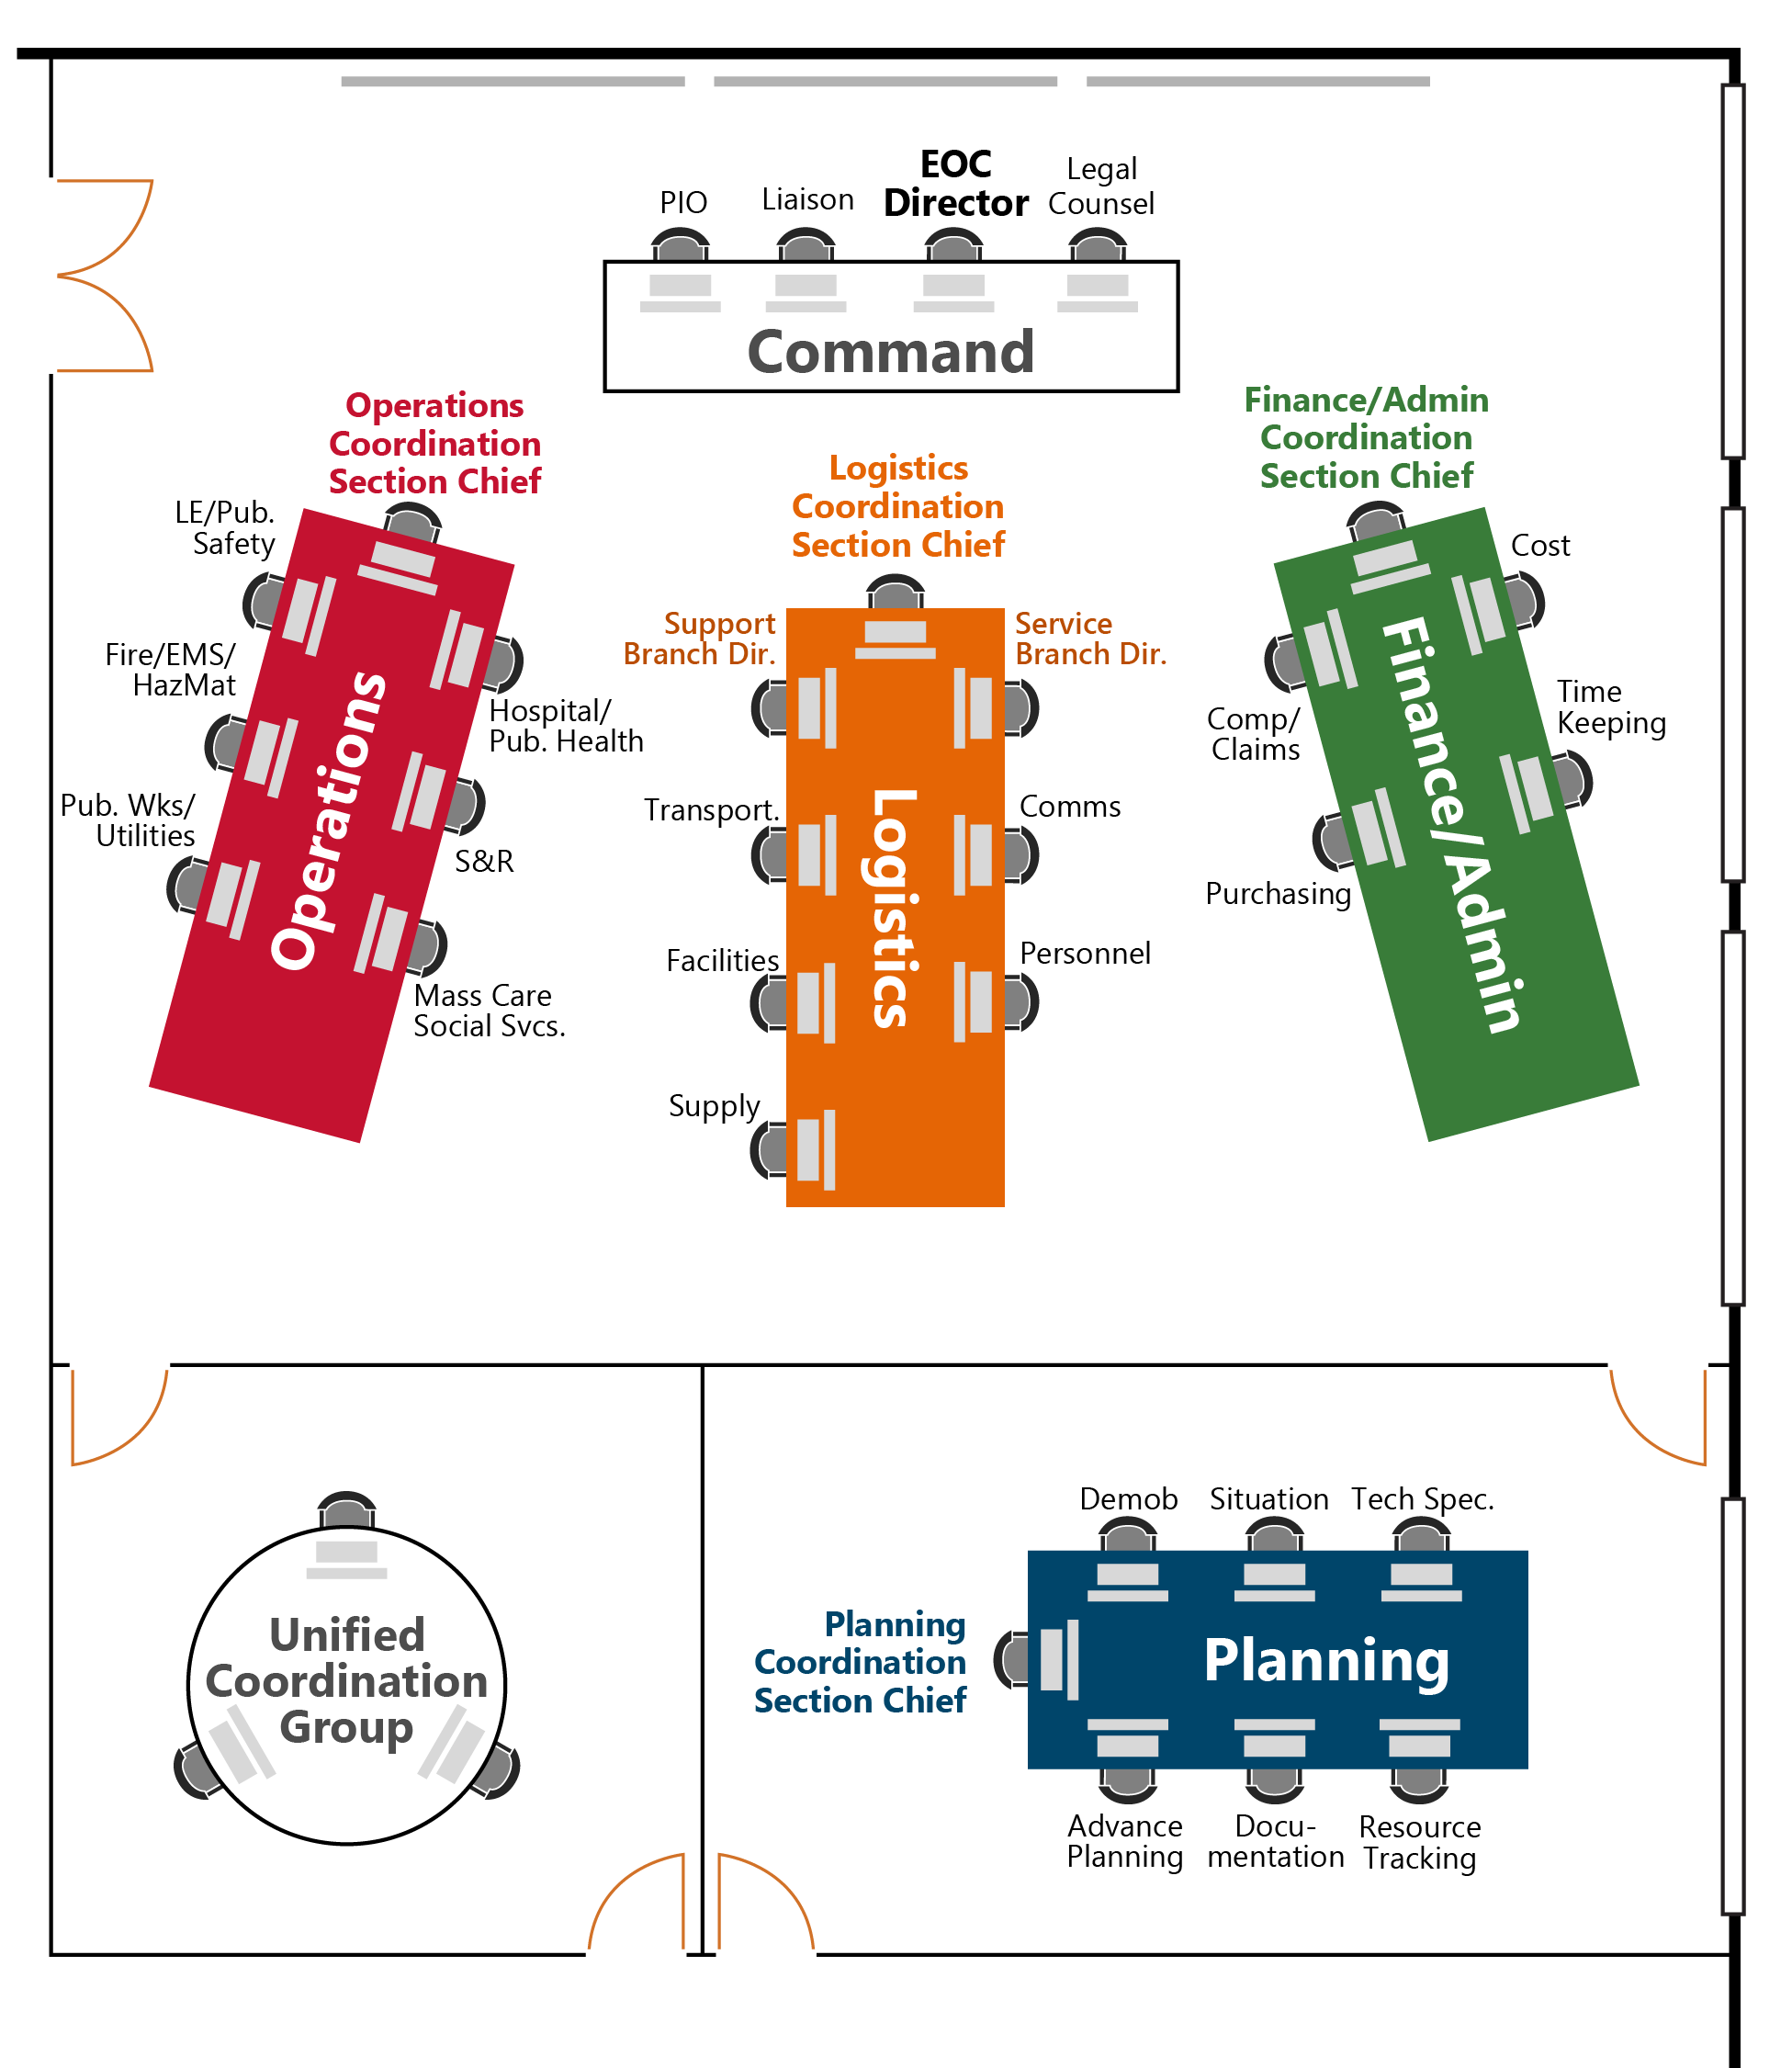 PIO
Liaison
EOC
Director
Legal
Counsel
Command
Operations
Coordination
Section Chief
LE/Pub.
Safety
Fire/EMS/
HazMat
Pub. Wks/
Utilities
Operations
Hospital/
Pub. Health
S&R
Mass Care
Social Svcs.
Logistics
Coordination
Section Chief
Support
Branch Dir.
Transport.
Facilities
Supply
Logistics
Service
Branch Dir.
Comms
Personnel
Finance/Admin
Coordination
Section Chief
Comp/
Claims
Purchasing
Finance/Admin
Cost
Time
Keeping
Unified
Coordination
Group
Planning
Coordination
Section Chief
Demob
Situation
Tech Spec.
Planning
Advance
Planning
Docu-
mentation
Resource
Tracking